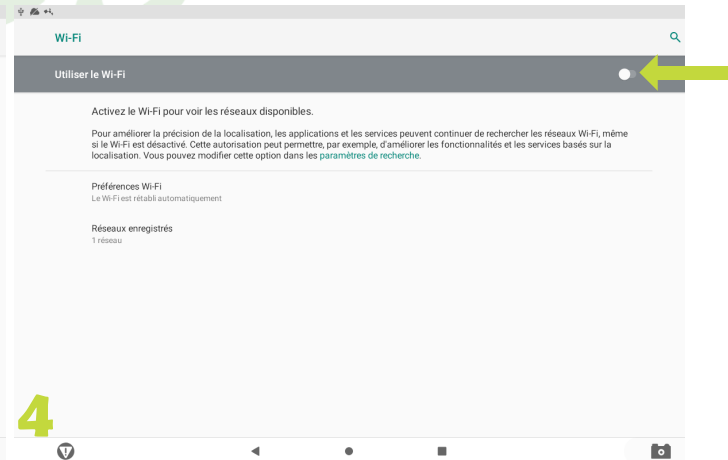 Wi-Fi
Utiliser le Wi-Fi
Activez le Wi-Fi pour voir les réseaux disponibles.
Pour améliorer la précision de la localisation, les applications et les services peuvent continuer de rechercher les réseaux Wi-Fi, même
si le Wi-Fi est désactivé. Cette autorisation peut permettre, par exemple, d'améliorer les fonctionnalités et les services basés sur la
localisation. Vous pouvez modifier cette option dans les paramètres de recherche.
Préférences Wi-Fi
Le Wi-Fi est rétabli automatiquement
Réseaux enregistrés
1 réseau
4